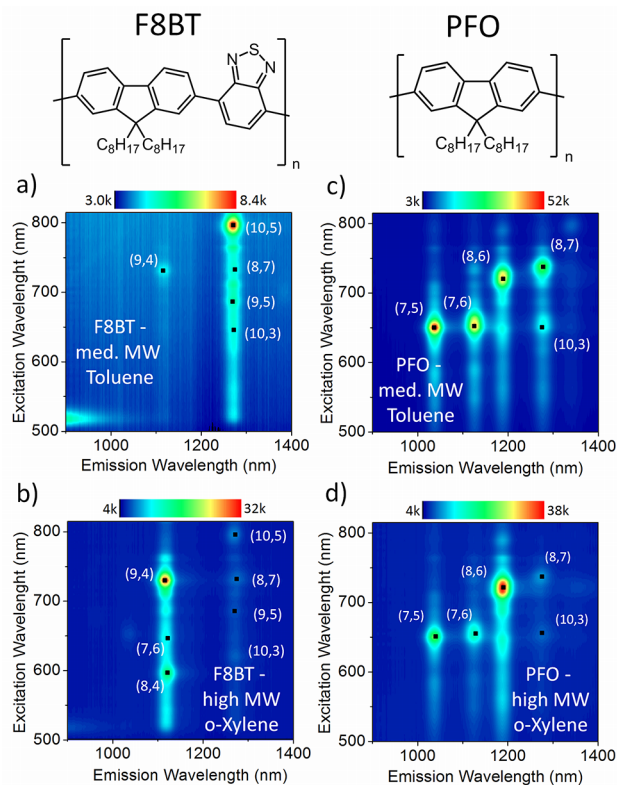 F8BT
PFO
S
N
N
C8H17 C8H17
n
C8H17 C8H17
n
a)
3.0k
8.4k
800
700
600
500
Excitation Wavelenght (nm)
(10,5)
(9,4)
(8,7)
(9,5)
(10,3)
F8BT -
med. MW
Toluene
1000
1200
1400
Emission Wavelength (nm)
c)
3k
52k
800
700
600
500
Excitation Wavelenght (nm)
(8,7)
(8,6)
(7,6)
(7,5)
(10,3)
PFO -
med. MW
Toluene
1000
1200
1400
Emission Wavelength (nm)
b)
4k
32k
800
700
600
500
Excitation Wavelenght (nm)
(10,5)
(9,4)
(8,7)
(9,5)
(7,6)
(10,3)
(8,4)
F8BT -
high MW
o-Xylene
1000
1200
1400
Emission Wavelength (nm)
d)
4k
38k
800
700
600
500
Excitation Wavelenght (nm)
(8,7)
(8,6)
(7,5)
(7,6)
(10,3)
PFO -
high MW
o-Xylene
1000
1200
1400
Emission Wavelength (nm)